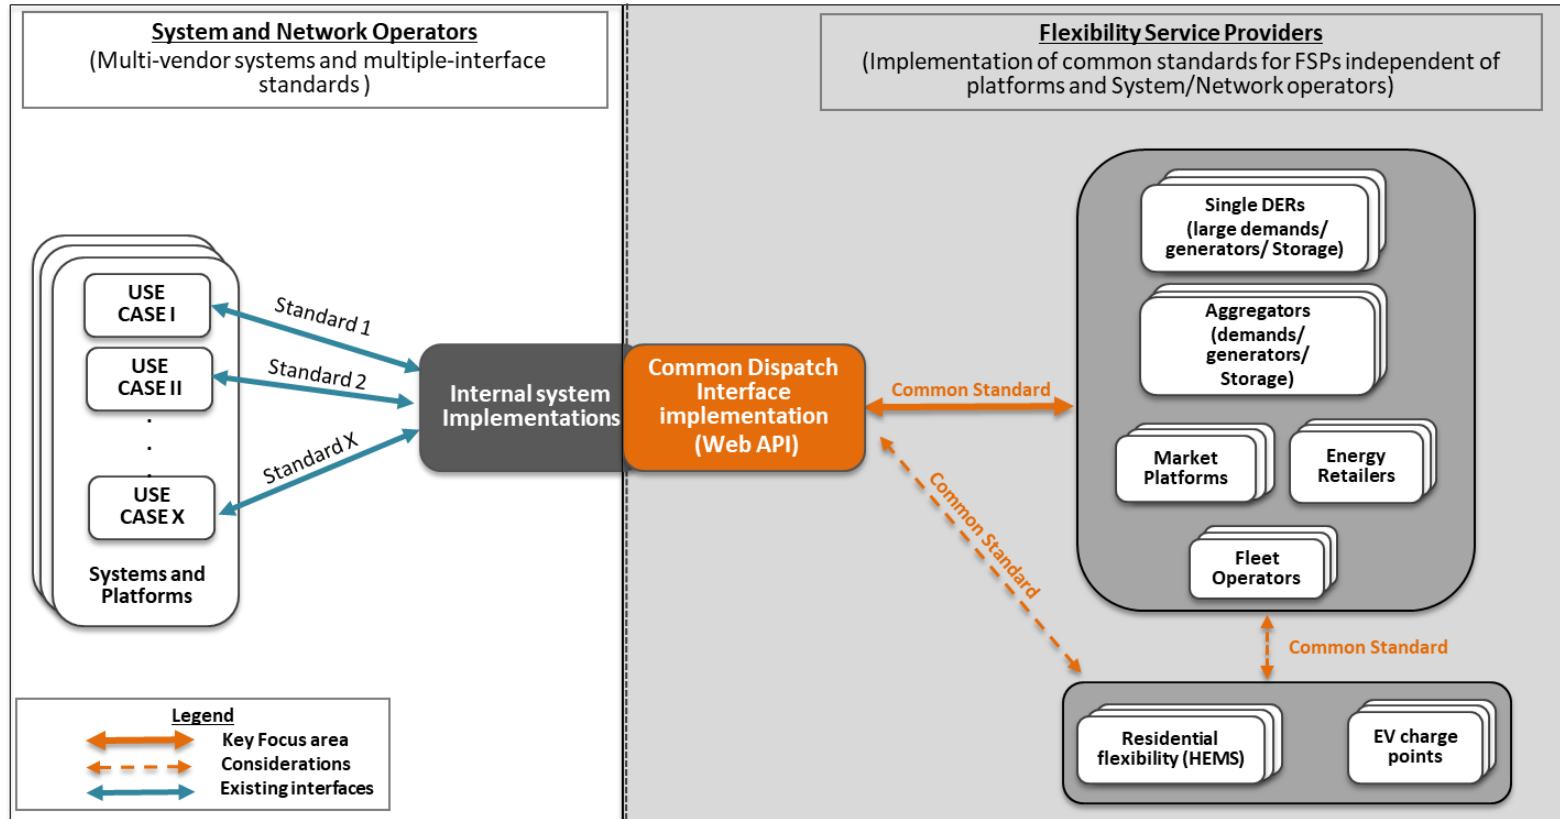 System and Network Operators
(Multi-vendor systems and multiple-interface
standards )
Flexibility Service Providers
(Implementation of common standards for FSPs independent of
platforms and System/Network operators)
USE
CASE I
USE
CASE II
.
.
.
USE
CASE X
Systems and
Platforms
Standard 1
Standard 2
Standard X
Internal system
Implementations
Common Dispatch
Interface
implementation
(Web API)
Common Standard
Common Standard
Single DERs
(large demands/
generators/ Storage)
Aggregators
(demands/
generators/
Storage)
Market
Platforms
Energy
Retailers
Fleet
Operators
Common Standard
Residential
flexibility (HEMS)
EV charge
points
Legend
Key Focus area
Considerations
Existing interfaces